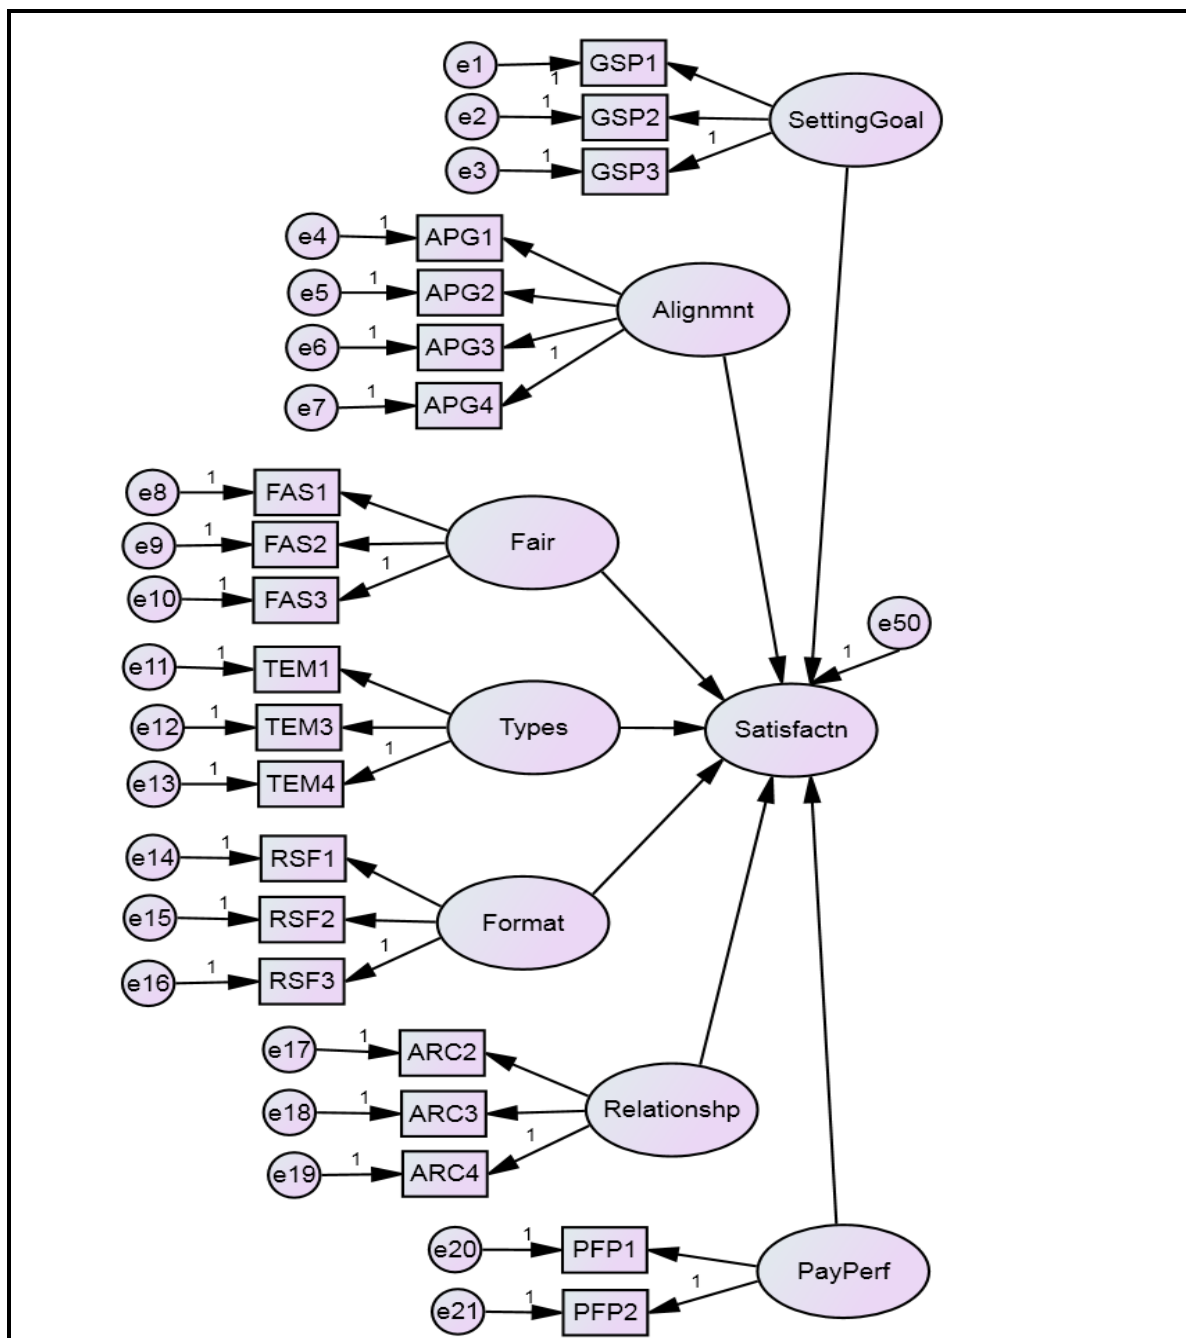 e1 1 GSP1
e2 1 GSP2 SettingGoal
e3 1 GSP3 1
e4 1 APG1
e5 1 APG2 Alignmnt
e6 1 APG3 1
e7 1 APG4
e8 1 FAS1
e9 1 FAS2 Fair
e10 1 FAS3 1
e50
1
e11 1 TEM1
e12 1 TEM3 Types Satisfactn
e13 1 TEM4 1
e14 1 RSF1
e15 1 RSF2 Format
e16 1 RSF3 1
e17 1 ARC2
e18 1 ARC3 Relationshp
e19 1 ARC4 1
e20 1 PFP1
PayPerf
e21 1 PFP2 1